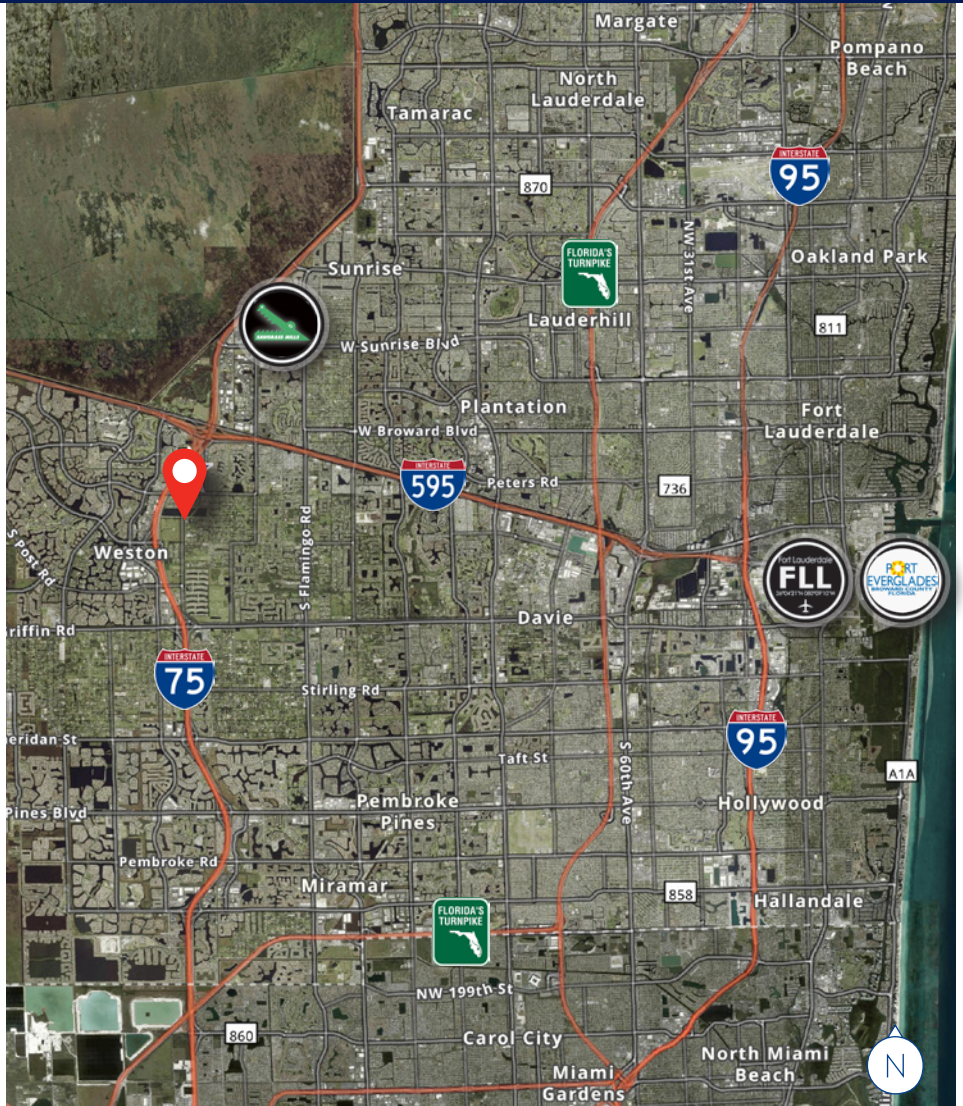 Margate
Pompano
Beach
North
Lauderdale
Tamarac
INTERSTATE
95
870
NW 31st Ave
FLORIDA'S
TURNPIKE
Oakland Park
Sunrise
SAWGRASS MILLS
Lauderhill
811
W Sunrise Blvd
Plantation
Fort
Lauderdale
W Broward Blvd
INTERSTATE
595
Peters Rd
736
S Flamingo Rd
S Post Rd
Weston
Fort Lauderdale
FLL
PORT
EVERGLADES
BROWARD COUNTY
FLORIDA
Davie
riffin Rd
INTERSTATE
75
Stirling Rd
INTERSTATE
95
eridan St
Taft St
S 60th Ave
A1A
Pembroke
Pines
Hollywood
Pines Blvd
Pembroke Rd
Miramar
858
Hallandale
FLORIDA'S
TURNPIKE
NW 199th St
860
Carol City
North Miami
Beach
Miami
Gardens
N